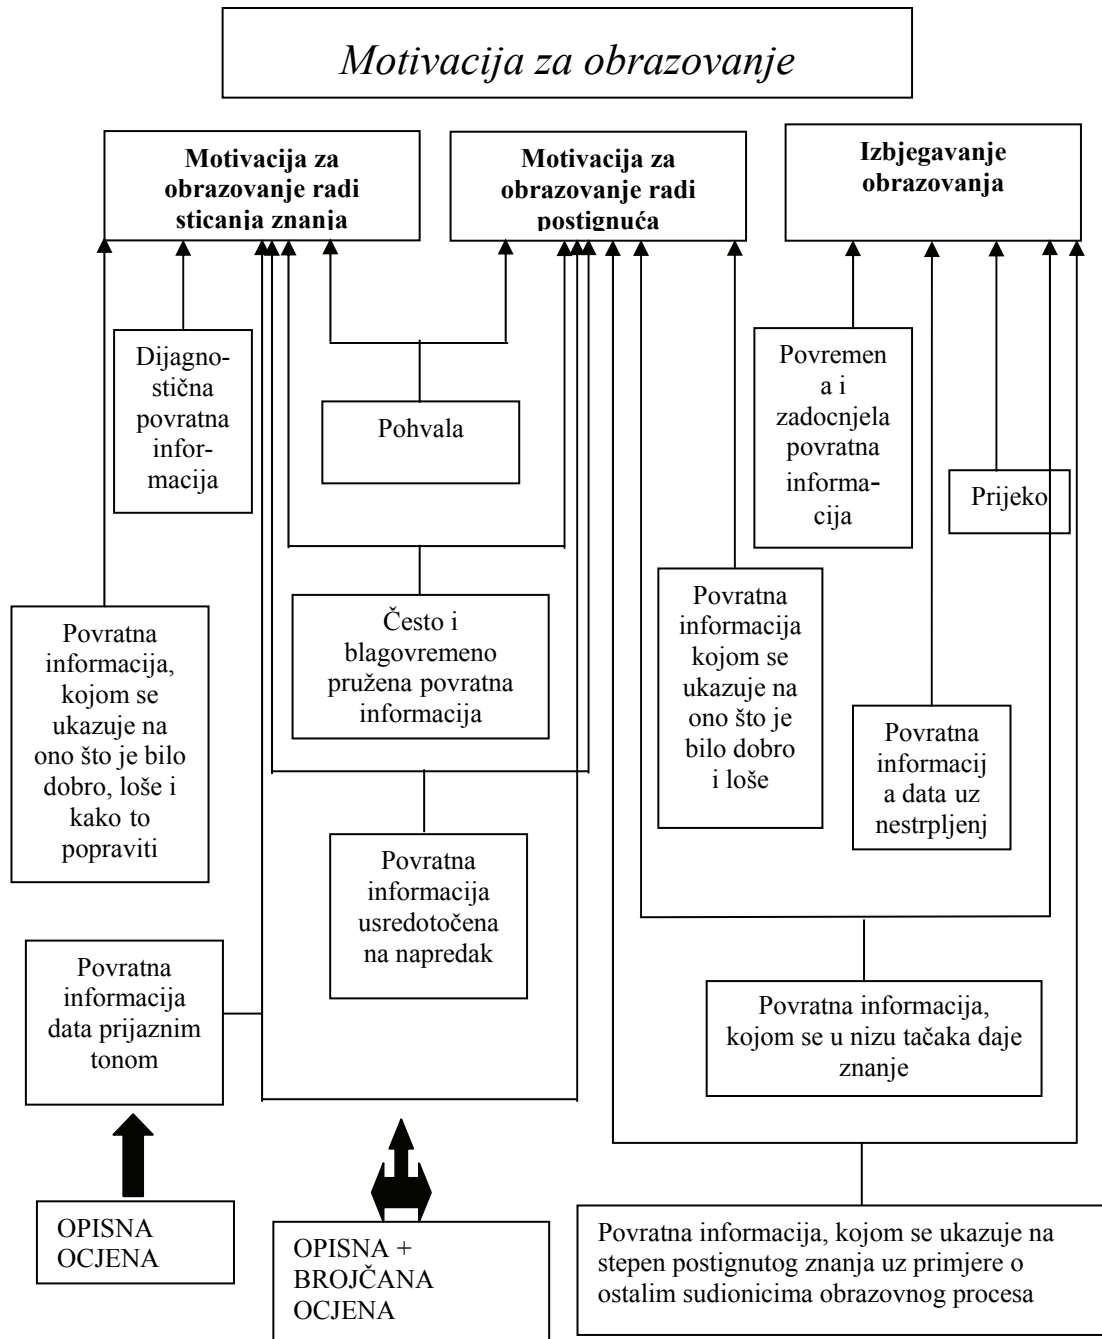 Motivacija za obrazovanje
Motivacija za
obrazovanje radi
sticanja znanja
Motivacija za
obrazovanje radi
postignuća
Izbjegavanje
obrazovanja
Dijagno-
stična
povratna
infor-
macija
Pohvala
Povremen
a i
zadocnjela
povratna
informa-
cija
Prijeko
Povratna
informacija,
kojom se
ukazuje na
ono što je bilo
dobro, loše i
kako to
popraviti
Često i
blagovremeno
pružena povratna
informacija
Povratna
informacija
kojom se
ukazuje na
ono što je
bilo dobro
i loše
Povratna
informacij
a data uz
nestrpljenj
Povratna
informacija
usredotočena
na napredak
Povratna
informacija
data prijaznim
tonom
Povratna informacija,
kojom se u nizu tačaka daje
znanje
OPISNA
OCJENA
OPISNA +
BROJČANA
OCJENA
Povratna informacija, kojom se ukazuje na
stepen postignutog znanja uz primjere o
ostalim sudionicima obrazovnog procesa